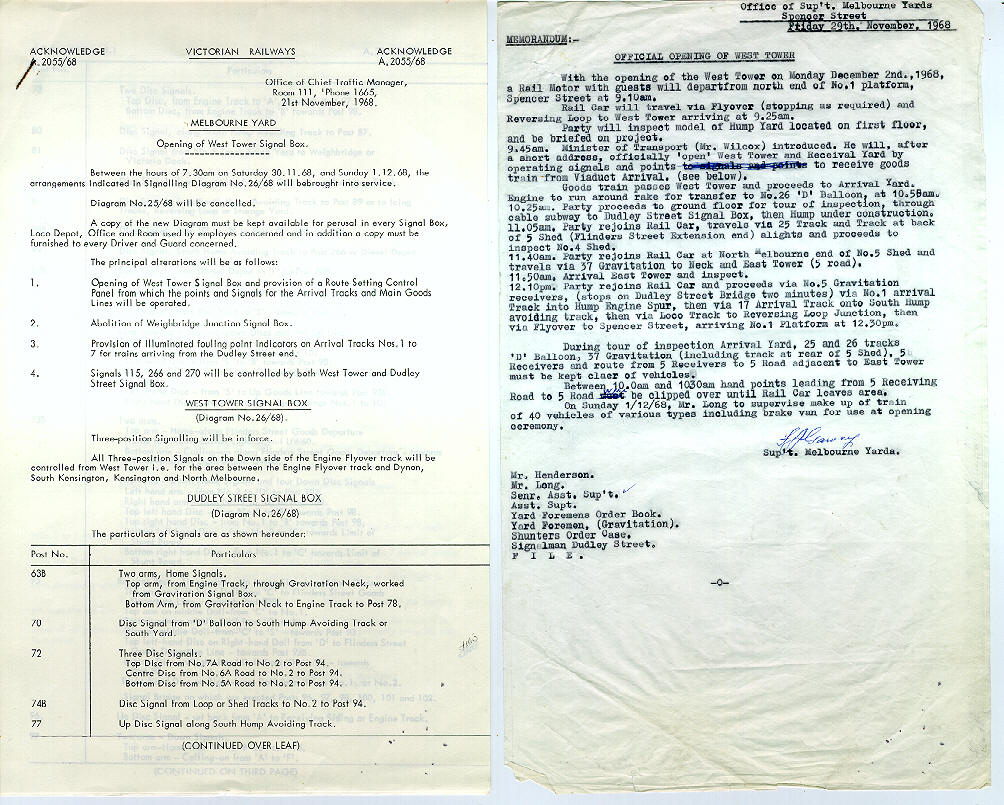 ACKNOWLEDGE VICTORIAN RAILWAYS ACKNOWLEDGE
A.2055/68 A.2055/68
Office of Chief Traffic Manager,
Room 111, 'Phone 1665,
21st November, 1968.
MELBOURNE YARD
Opening of West Tower Signal Box.
Between the hours of 7.30am on Saturday 30.11.68, and Sunday 1.12.68, the
arrangements indicated in Signalling Diagram No.26/68 will bebrought into service.
Diagram No.25/68 will be cancelled.
A copy of the new Diagram must be kept available for perusal in every Signal Box,
Loco Depot, Office and Room used by employes concerned and in addition a copy must be
furnished to every Driver and Guard concerned.
The principal alterations will be as follows:
1. Opening of West Tower Signal Box and provision of a Route Setting Control
Panel from which the points and Signals for the Arrival Tracks and Main Goods
Lines will be operated.
2. Abolition of Weighbridge Junction Signal Box.
3. Provision of illuminated fouling point indicators on Arrival Tracks Nos.1 to
7 for trains arriving from the Dudley Street end.
4. Signals 115, 266 and 270 will be controlled by both West Tower and Dudley
Street Signal Box.
WEST TOWER SIGNAL BOX
(Diagram No.26/68)
Three-position Signalling will be in force.
All Three-position Signals on the Down side of the Engine Flyover track will be
controlled from West Tower i.e. for the area between the Engine Flyover track and Dynon,
South Kensington, Kensington and North Melbourne.
DUDLEY STREET SIGNAL BOX
(Diagram No.26/68)
The particulars of Signals are as shown hereunder:
Post No. Particulars
63B Two arms, Home Signals.
Top arm, from Engine Track, through Gravitation Neck, worked
from Gravitation Signal Box.
Bottom Arm, from Gravitation Neck to Engine Track to Post 78.
70 Disc Signal from 'D' Balloon to South Hump Avoiding Track or
South Yard.
72 Three Disc Signals.
Top Disc from No.7A Road to No.2 to Post 94.
Centre Disc from No.6A Road to No.2 to Post 94.
Bottom Disc from No.5A Road to No.2 to Post 94.
74B Disc Signal from Loop or Shed Tracks to No.2 to Post 94.
77 Up Disc Signal along South Hump Avoiding Track.
(CONTINUED OVER LEAF)
(CONTINUED ON THIRD PAGE)
Office of Sup't. Melbourne Yards
Spencer Street
Friday 29th. November, 1968
MEMORANDUM:-
OFFICIAL OPENING OF WEST TOWER
With the opening of the West Tower on Monday December 2nd.,1968,
a Rail Motor with guests will departfrom north end of No.1 platform,
Spencer Street at 9.10am.
Rail Car will travel via Flyover (stopping as required) and
Reversing Loop to West Tower arriving at 9.25am.
Party will inspect model of Hump Yard located on first floor,
and be briefed on project.
9.45am. Minister of Transport (Mr. Wilcox) introduced. He will, after
a short address, officially 'open' West Tower and Receival Yard by
operating signals and points to signals and points to receive goods
train from Viaduct Arrival. (see below).
Goods train passes West Tower and proceeds to Arrival Yard.
Engine to run around rake for transfer to No.26 'D' Balloon, at 10.58am.
10.25am. Party proceeds to ground floor for tour of inspection, through
cable subway to Dudley Street Signal Box, then Hump under construction.
11.05am. Party rejoins Rail Car, travels via 25 Track and Track at back
of 5 Shed (Flinders Street Extension end) alights and proceeds to
inspect No.4 Shed.
11.40am. Party rejoins Rail Car at North Melbourne end of No.5 Shed and
travels via 37 Gravitation to Neck and East Tower (5 road).
11.50am. Arrival East Tower and inspect.
12.10pm. Party rejoins Rail Car and proceeds via No.5 Gravitation
receivers, (stops on Dudley Street Bridge two minutes) via No.1 arrival
Track into Hump Engine Spur, then via 17 Arrival Track onto South Hump
avoiding track, then via Loco Track to Reversing Loop Junction, then
via Flyover to Spencer Street, arriving No.1 Platform at 12.30pm.
During tour of inspection Arrival Yard, 25 and 26 tracks
'D' Balloon, 37 Gravitation (including track at rear of 5 Shed), 5
Receivers and route from 5 Receivers to 5 Road adjacent to East Tower
must be kept claer of vehicles.
Between 10.0am and 1030am hand points leading from 5 Receiving
Road to 5 Road must be clipped over until Rail Car leaves area.
On Sunday 1/12/68, Mr. Long to supervise make up of train
of 40 vehicles of various types including brake van for use at opening
ceremony.
Sup't. Melbourne Yards.
Mr. Henderson.
Mr. Long.
Senr. Asst. Sup't.
Asst. Supt.
Yard Foremens Order Book.
Yard Foremen, (Gravitation).
Shunters Order Case.
Signalman Dudley Street.
F I L E.
-0-